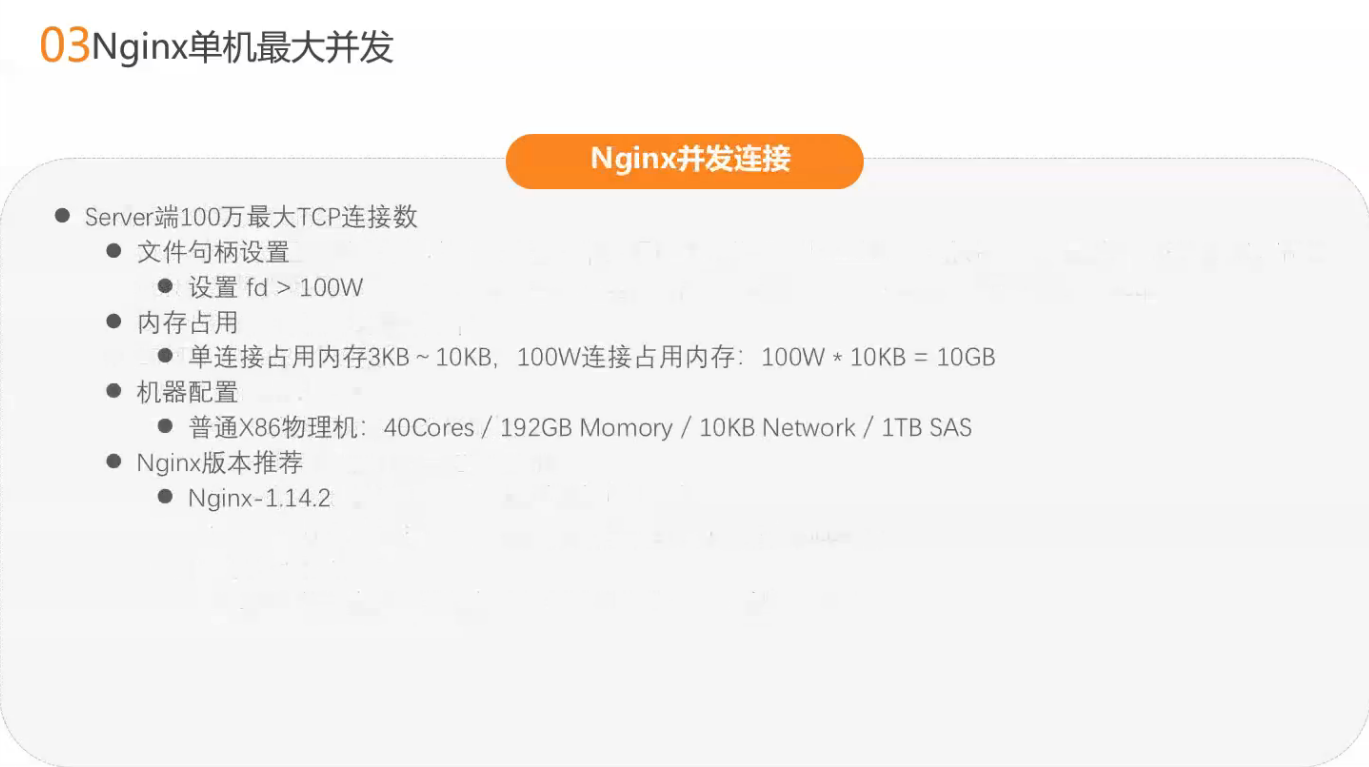 03Nginx单机最大并发
Nginx并发连接
Server端100万最大TCP连接数
文件句柄设置
设置 fd > 100W
内存占用
单连接占用内存3KB ~ 10KB，100W连接占用内存：100W * 10KB = 10GB
机器配置
普通X86物理机：40Cores / 192GB Momory / 10KB Network / 1TB SAS
Nginx版本推荐
Nginx-1.14.2